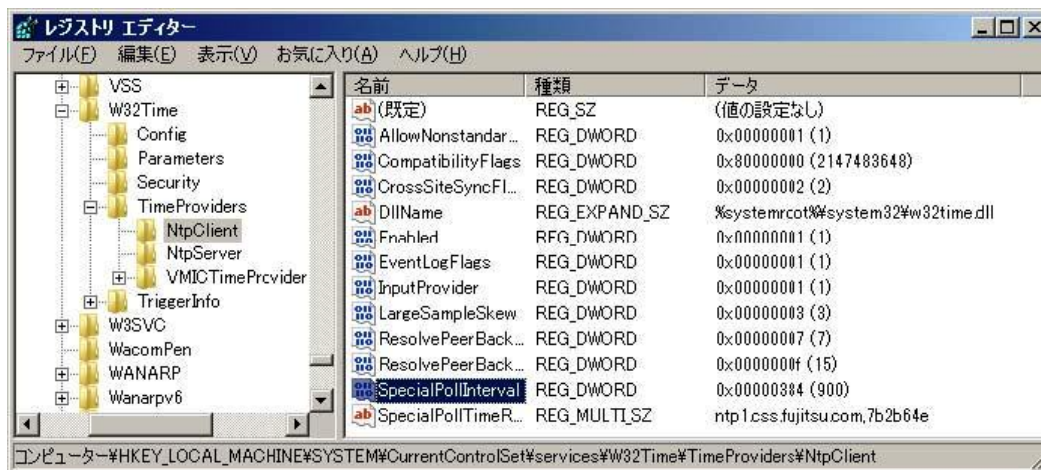 レジストリ エディター
ファイル(F) 編集(E) 表示(V) お気に入り(A) ヘルプ(H)
VSS
W32Time
Config
Parameters
Security
TimeProviders
NtpClient
NtpServer
VMICTimeProvider
TriggerInfo
W3SVC
WacomPen
WANARP
Wanarpv6
名前 種類 データ
(既定) REG_SZ (値の設定なし)
AllowNonstandar... REG_DWORD 0x00000001 (1)
CompatibilityFlags REG_DWORD 0x80000000 (2147483648)
CrossSiteSyncFl... REG_DWORD 0x00000002 (2)
DllName REG_EXPAND_SZ %systemroot%¥system32¥w32time.dll
Enabled REG_DWORD 0x00000001 (1)
EventLogFlags REG_DWORD 0x00000001 (1)
InputProvider REG_DWORD 0x00000001 (1)
LargeSampleSkew REG_DWORD 0x00000003 (3)
ResolvePeerBack... REG_DWORD 0x00000007 (7)
ResolvePeerBack... REG_DWORD 0x0000000f (15)
SpecialPollInterval REG_DWORD 0x00000384 (900)
SpecialPollTimeR... REG_MULTI_SZ ntp1.css.fujitsu.com,7b2b64e
コンピューター¥HKEY_LOCAL_MACHINE¥SYSTEM¥CurrentControlSet¥services¥W32Time¥TimeProviders¥NtpClient